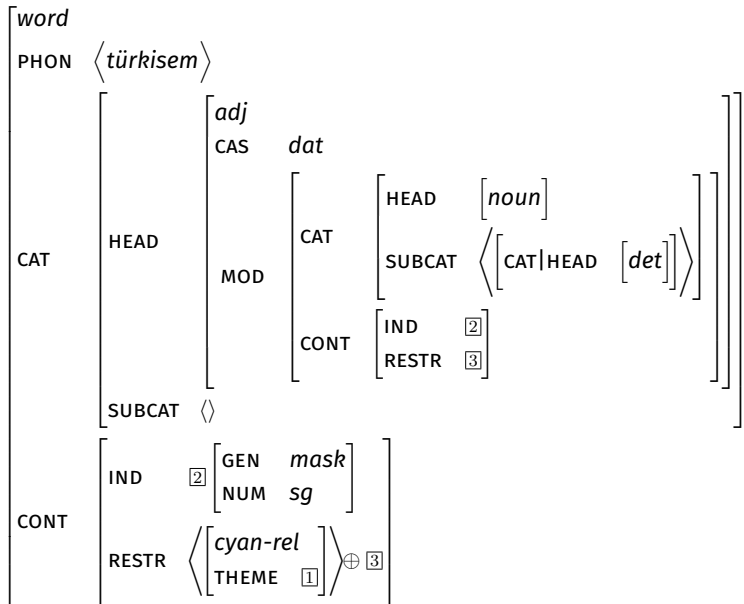 word
PHON ⟨türkisem⟩
adj
CAS dat
HEAD [noun]
CAT
HEAD
CAT
SUBCAT ⟨[CAT|HEAD [det]]⟩
MOD
IND 2
CONT
RESTR 3
SUBCAT ⟨⟩
GEN mask
IND 2
NUM sg
CONT
cyan-rel
RESTR ⊕ 3
THEME 1